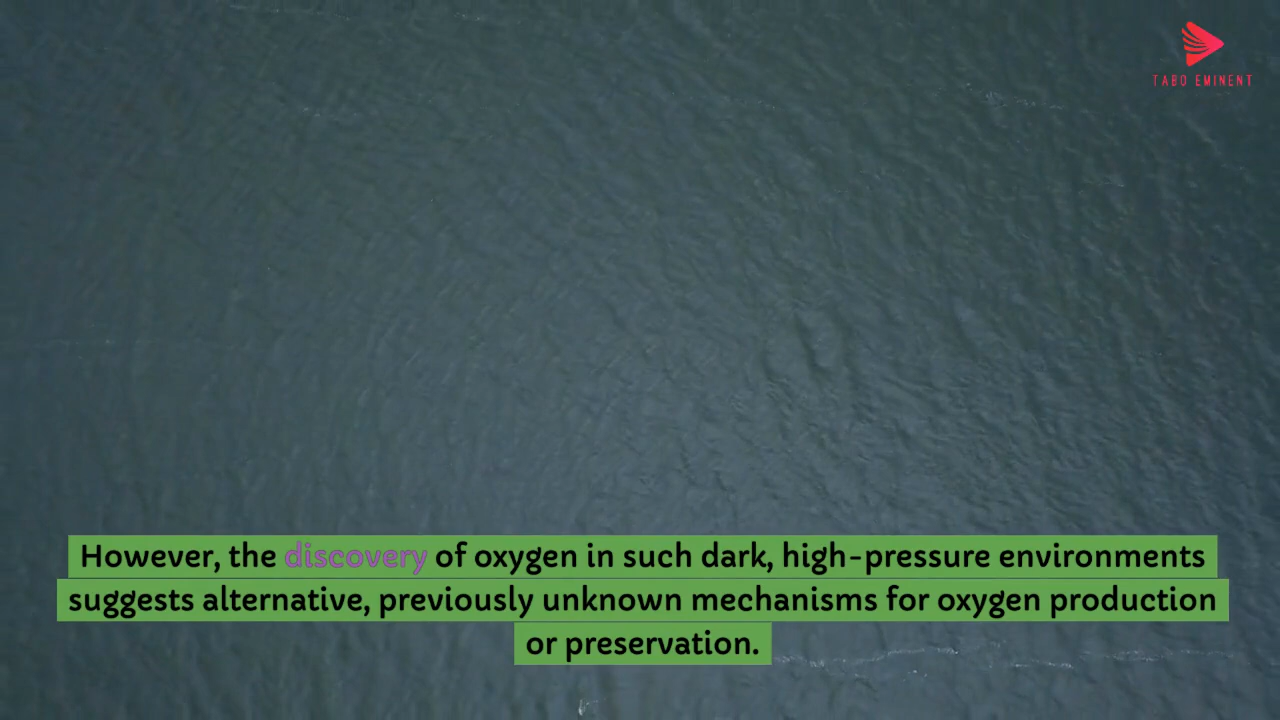 TABO EMINENT
However, the discovery of oxygen in such dark, high-pressure environments
suggests alternative, previously unknown mechanisms for oxygen production
or preservation.